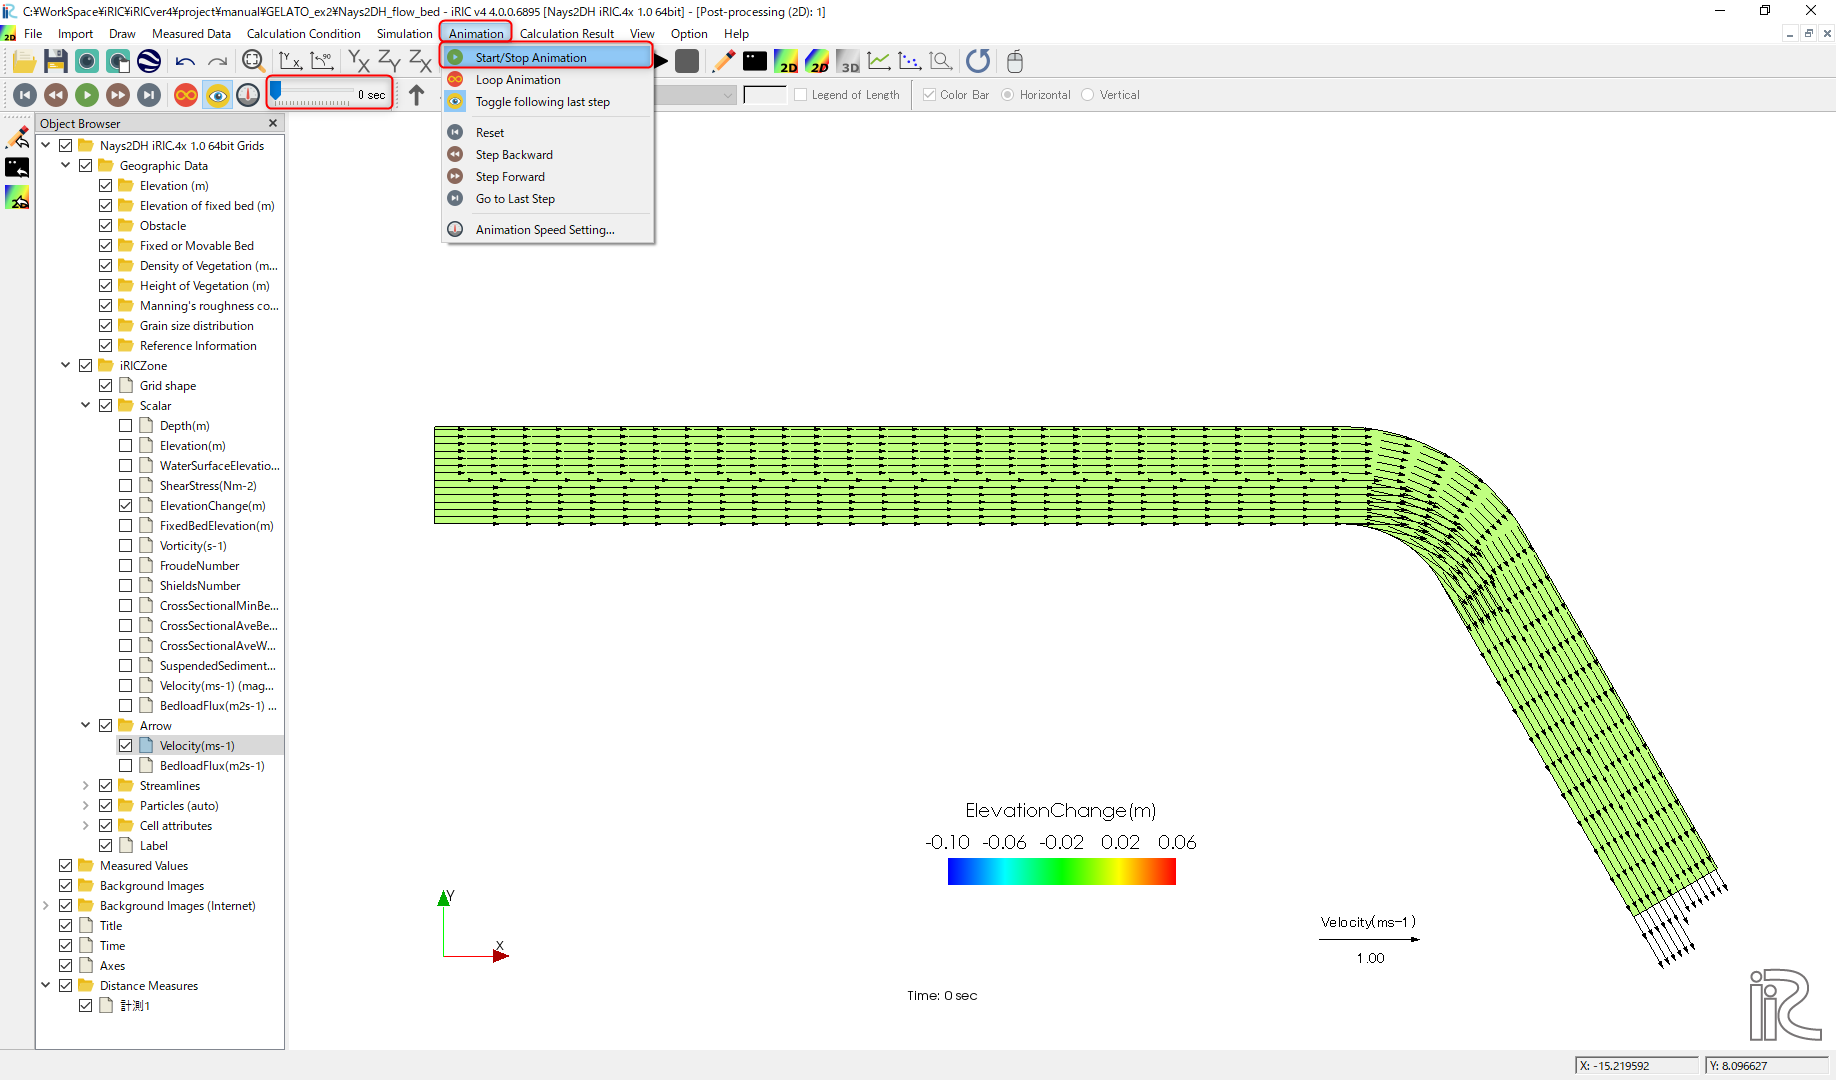 C:¥WorkSpace¥iRIC¥iRICver4¥project¥manual¥GELATO_ex2¥Nays2DH_flow_bed - iRIC v4 4.0.0.6895 [Nays2DH iRIC.4x 1.0 64bit] - [Post-processing (2D): 1]
File Import Draw Measured Data Calculation Condition Simulation Animation Calculation Result View Option Help
Start/Stop Animation
Loop Animation
Toggle following last step
Reset
Step Backward
Step Forward
Go to Last Step
Animation Speed Setting...
2D 2D 3D
0 sec
Legend of Length Color Bar Horizontal Vertical
Object Browser
Nays2DH iRIC.4x 1.0 64bit Grids
Geographic Data
Elevation (m)
Elevation of fixed bed (m)
Obstacle
Fixed or Movable Bed
Density of Vegetation (m...
Height of Vegetation (m)
Manning's roughness co...
Grain size distribution
Reference Information
iRICZone
Grid shape
Scalar
Depth(m)
Elevation(m)
WaterSurfaceElevatio...
ShearStress(Nm-2)
ElevationChange(m)
FixedBedElevation(m)
Vorticity(s-1)
FroudeNumber
ShieldsNumber
CrossSectionalMinBe...
CrossSectionalAveBe...
CrossSectionalAveW...
SuspendedSediment...
Velocity(ms-1) (mag...
BedloadFlux(m2s-1) ...
Arrow
Velocity(ms-1)
BedloadFlux(m2s-1)
Streamlines
Particles (auto)
Cell attributes
Label
Measured Values
Background Images
Background Images (Internet)
Title
Time
Axes
Distance Measures
計測1
ElevationChange(m)
-0.10 -0.06 -0.02 0.02 0.06
Y
X
Velocity(ms-1)
1.00
Time: 0 sec
iRIC
X: -15.219592 Y: 8.096627